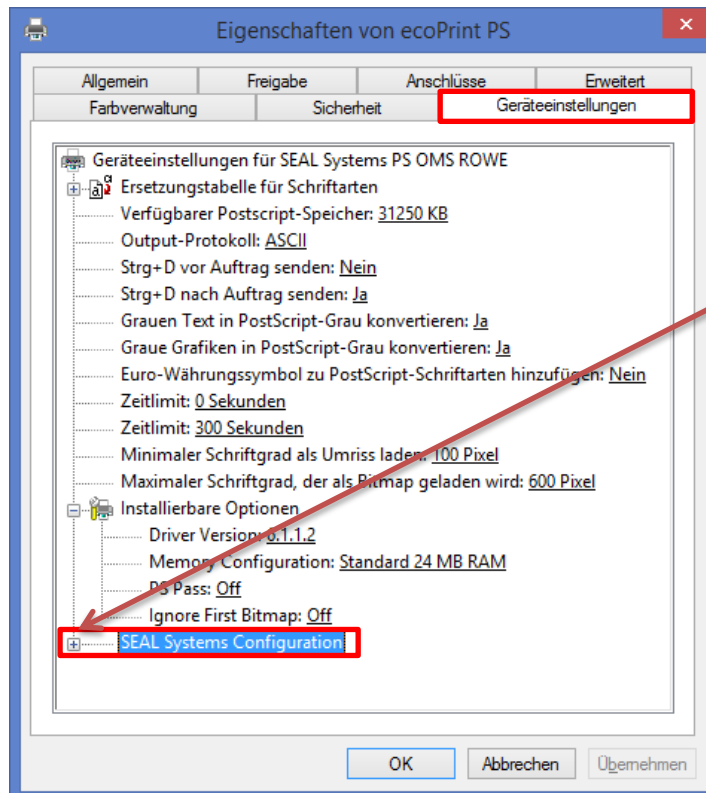 Eigenschaften von ecoPrint PS
Allgemein Freigabe Anschlüsse Erweitert
Farbverwaltung Sicherheit Geräteeinstellungen
Geräteeinstellungen für SEAL Systems PS OMS ROWE
Ersetzungstabelle für Schriftarten
Verfügbarer Postscript-Speicher: 31250 KB
Output-Protokoll: ASCII
Strg+D vor Auftrag senden: Nein
Strg+D nach Auftrag senden: Ja
Grauen Text in PostScript-Grau konvertieren: Ja
Graue Grafiken in PostScript-Grau konvertieren: Ja
Euro-Währungssymbol zu PostScript-Schriftarten hinzufügen: Nein
Zeitlimit: 0 Sekunden
Zeitlimit: 300 Sekunden
Minimaler Schriftgrad als Umriss laden: 100 Pixel
Maximaler Schriftgrad, der als Bitmap geladen wird: 600 Pixel
Installierbare Optionen
Driver Version: 6.1.1.2
Memory Configuration: Standard 24 MB RAM
PS Pass: Off
Ignore First Bitmap: Off
SEAL Systems Configuration
OK Abbrechen Übernehmen